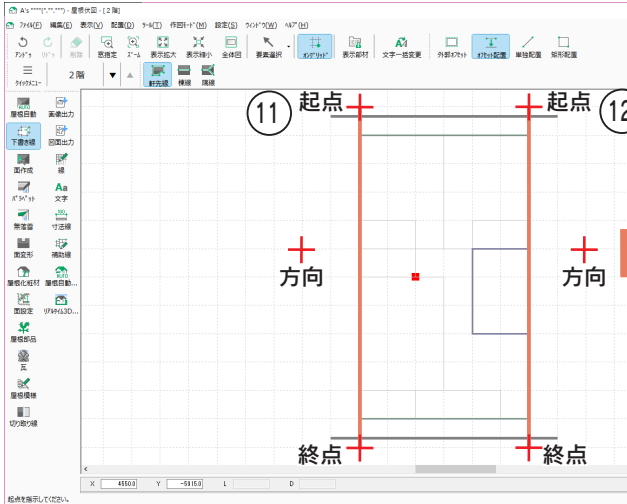 A's ****(*.**.***) - 屋根伏図 - [2 階]
ファイル(F) 編集(E) 表示(V) 配置(D) ツール(T) 作図ﾓｰﾄﾞ(M) 設定(S) ウィンドウ(W) ヘルプ(H)
アンドゥ リドゥ 削除 窓指定 ズーム 表示拡大 表示縮小 全体図 要素選択 オングリッド 表示部材 文字一括変更 外部オフセット オフセット配置 単独配置 矩形配置
クイックメニュー 2 階 軒先線 棟線 隅線
屋根自動 画像出力
下書き線 図面出力
面作成 線
パラペット 文字
無落雪 寸法線
面変形 補助線
屋根化粧材 屋根自動...
面設定 リアルタイム3D...
屋根部品
瓦
屋根模様
切り取り線
11 起点 起点 12
方向 方向
終点 終点
X 4550.0 Y -5915.0 L D
起点を指示してください。